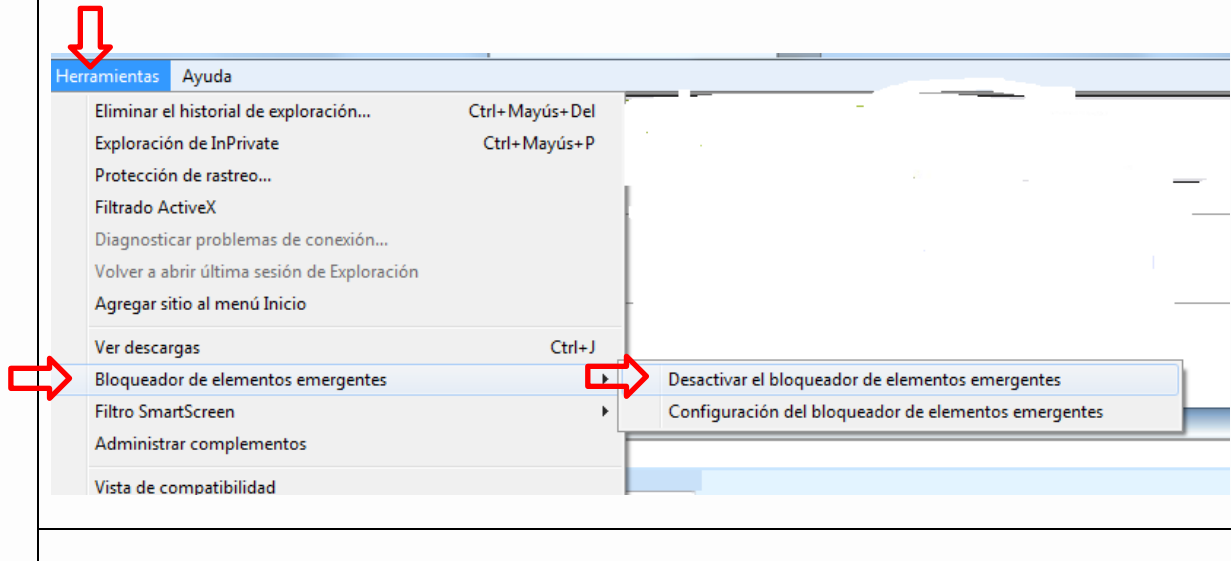 Herramientas Ayuda
Eliminar el historial de exploración... Ctrl+Mayús+Del
Exploración de InPrivate Ctrl+Mayús+P
Protección de rastreo...
Filtrado ActiveX
Diagnosticar problemas de conexión...
Volver a abrir última sesión de Exploración
Agregar sitio al menú Inicio
Ver descargas Ctrl+J
Bloqueador de elementos emergentes
Desactivar el bloqueador de elementos emergentes
Filtro SmartScreen
Configuración del bloqueador de elementos emergentes
Administrar complementos
Vista de compatibilidad